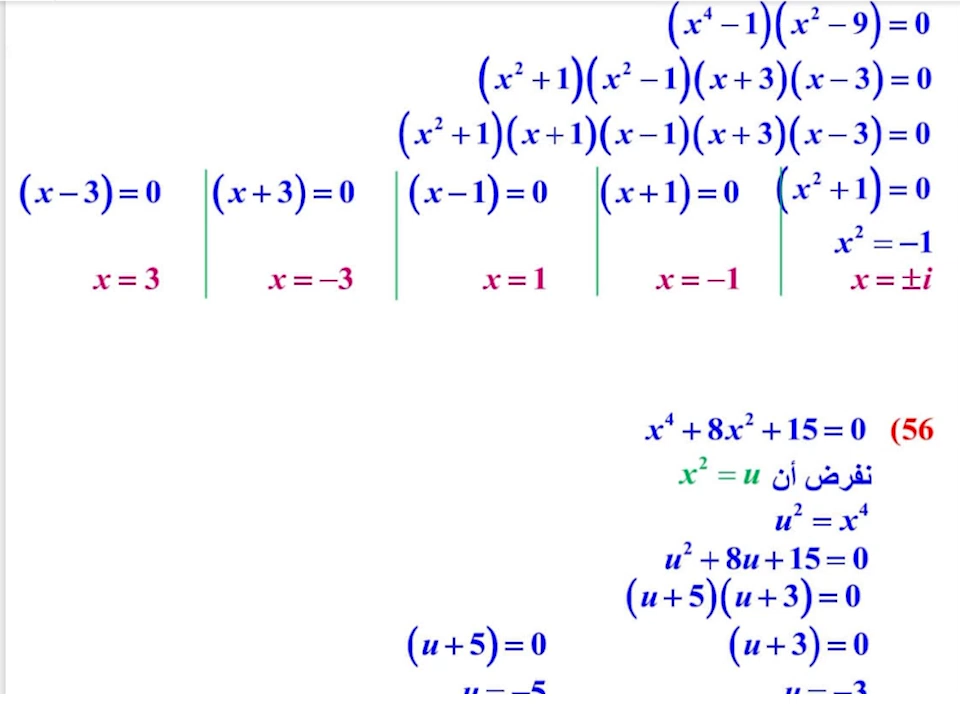 (x⁴ − 1)(x² − 9) = 0
(x² + 1)(x² − 1)(x + 3)(x − 3) = 0
(x² + 1)(x + 1)(x − 1)(x + 3)(x − 3) = 0
(x − 3) = 0 | (x + 3) = 0 | (x − 1) = 0 | (x + 1) = 0 | (x² + 1) = 0
x² = −1
x = 3 | x = −3 | x = 1 | x = −1 | x = ±i
x⁴ + 8x² + 15 = 0 (56
نفرض أن x² = u
u² = x⁴
u² + 8u + 15 = 0
(u + 5)(u + 3) = 0
(u + 5) = 0 (u + 3) = 0
u = −5 u = −3